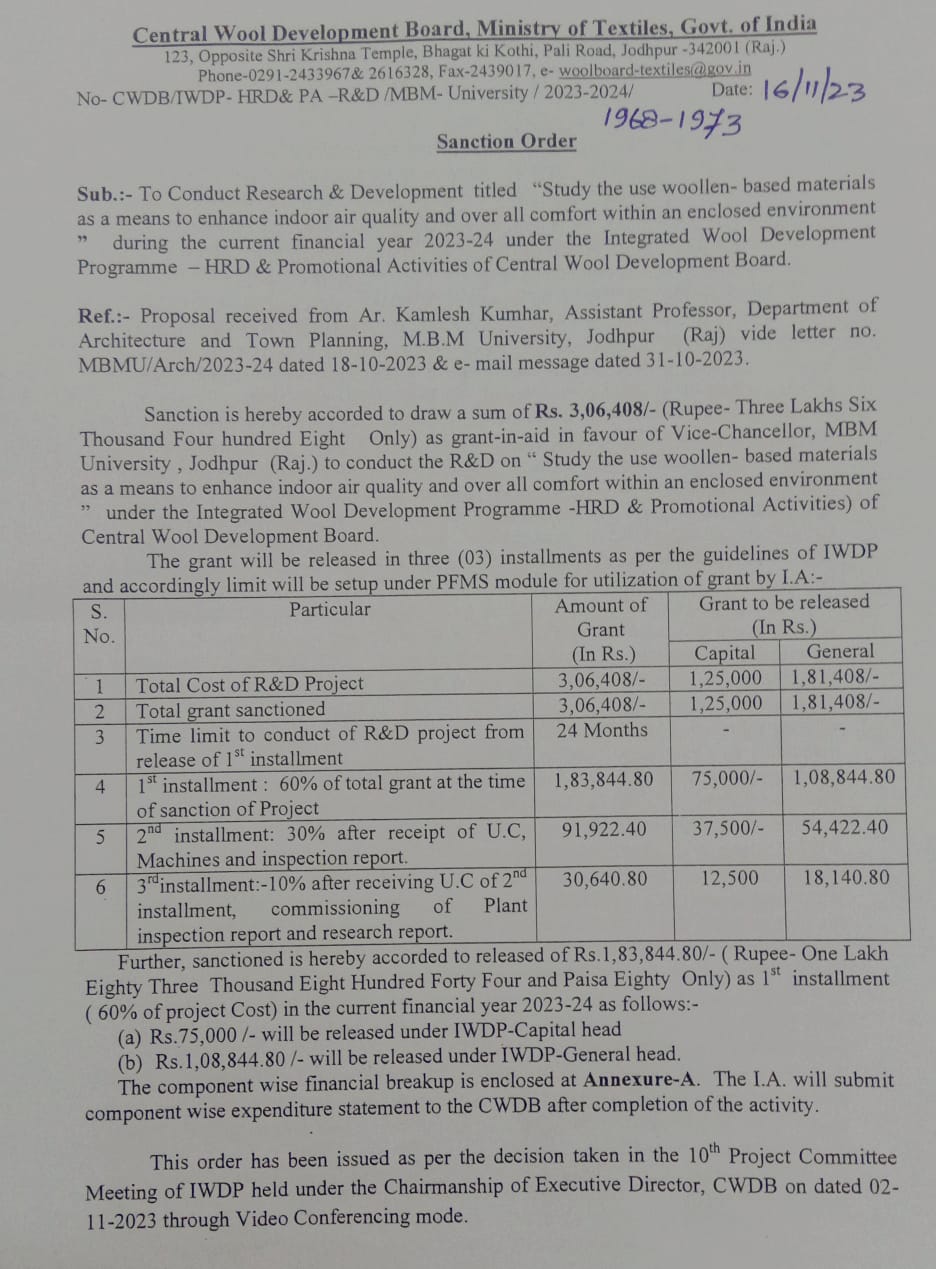 Central Wool Development Board, Ministry of Textiles, Govt. of India
123, Opposite Shri Krishna Temple, Bhagat ki Kothi, Pali Road, Jodhpur -342001 (Raj.)
Phone-0291-2433967& 2616328, Fax-2439017, e- woolboard-textiles@gov.in
No- CWDB/IWDP- HRD& PA –R&D /MBM- University / 2023-2024/ Date: 16/11/23
1968-1973
Sanction Order
Sub.:- To Conduct Research & Development titled “Study the use woollen- based materials
as a means to enhance indoor air quality and over all comfort within an enclosed environment
” during the current financial year 2023-24 under the Integrated Wool Development
Programme – HRD & Promotional Activities of Central Wool Development Board.
Ref.:- Proposal received from Ar. Kamlesh Kumhar, Assistant Professor, Department of
Architecture and Town Planning, M.B.M University, Jodhpur (Raj) vide letter no.
MBMU/Arch/2023-24 dated 18-10-2023 & e- mail message dated 31-10-2023.
Sanction is hereby accorded to draw a sum of Rs. 3,06,408/- (Rupee- Three Lakhs Six
Thousand Four hundred Eight Only) as grant-in-aid in favour of Vice-Chancellor, MBM
University , Jodhpur (Raj.) to conduct the R&D on “ Study the use woollen- based materials
as a means to enhance indoor air quality and over all comfort within an enclosed environment
” under the Integrated Wool Development Programme -HRD & Promotional Activities) of
Central Wool Development Board.
The grant will be released in three (03) installments as per the guidelines of IWDP
and accordingly limit will be setup under PFMS module for utilization of grant by I.A:-
S. No. Particular Amount of Grant (In Rs.) Grant to be released (In Rs.)
Capital General
1 Total Cost of R&D Project 3,06,408/- 1,25,000 1,81,408/-
2 Total grant sanctioned 3,06,408/- 1,25,000 1,81,408/-
3 Time limit to conduct of R&D project from 24 Months - -
release of 1st installment
4 1st installment : 60% of total grant at the time 1,83,844.80 75,000/- 1,08,844.80
of sanction of Project
5 2nd installment: 30% after receipt of U.C, 91,922.40 37,500/- 54,422.40
Machines and inspection report.
6 3rdinstallment:-10% after receiving U.C of 2nd 30,640.80 12,500 18,140.80
installment, commissioning of Plant
inspection report and research report.
Further, sanctioned is hereby accorded to released of Rs.1,83,844.80/- ( Rupee- One Lakh
Eighty Three Thousand Eight Hundred Forty Four and Paisa Eighty Only) as 1st installment
( 60% of project Cost) in the current financial year 2023-24 as follows:-
(a) Rs.75,000 /- will be released under IWDP-Capital head
(b) Rs.1,08,844.80 /- will be released under IWDP-General head.
The component wise financial breakup is enclosed at Annexure-A. The I.A. will submit
component wise expenditure statement to the CWDB after completion of the activity.
This order has been issued as per the decision taken in the 10th Project Committee
Meeting of IWDP held under the Chairmanship of Executive Director, CWDB on dated 02-
11-2023 through Video Conferencing mode.